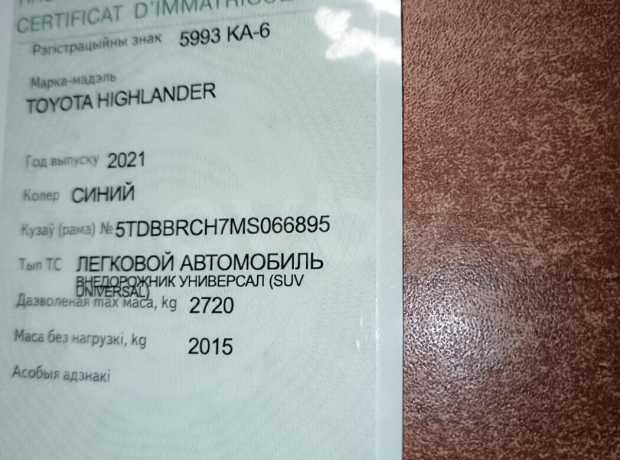 CERTIFICAT D'IMMATRICUL
Рэгістрацыйны знак 5993 KA-6
Марка-мадэль
TOYOTA HIGHLANDER
Год выпуску 2021
Колер СИНИЙ
Кузаў (рама) № 5TDBBRCH7MS066895
Тып ТС ЛЕГКОВОЙ АВТОМОБИЛЬ
ВНЕДОРОЖНИК УНИВЕРСАЛ (SUV
UNIVERSAL)
Дазволеная max маса, kg 2720
Маса без нагрузкі, kg 2015
Асобыя адзнакі